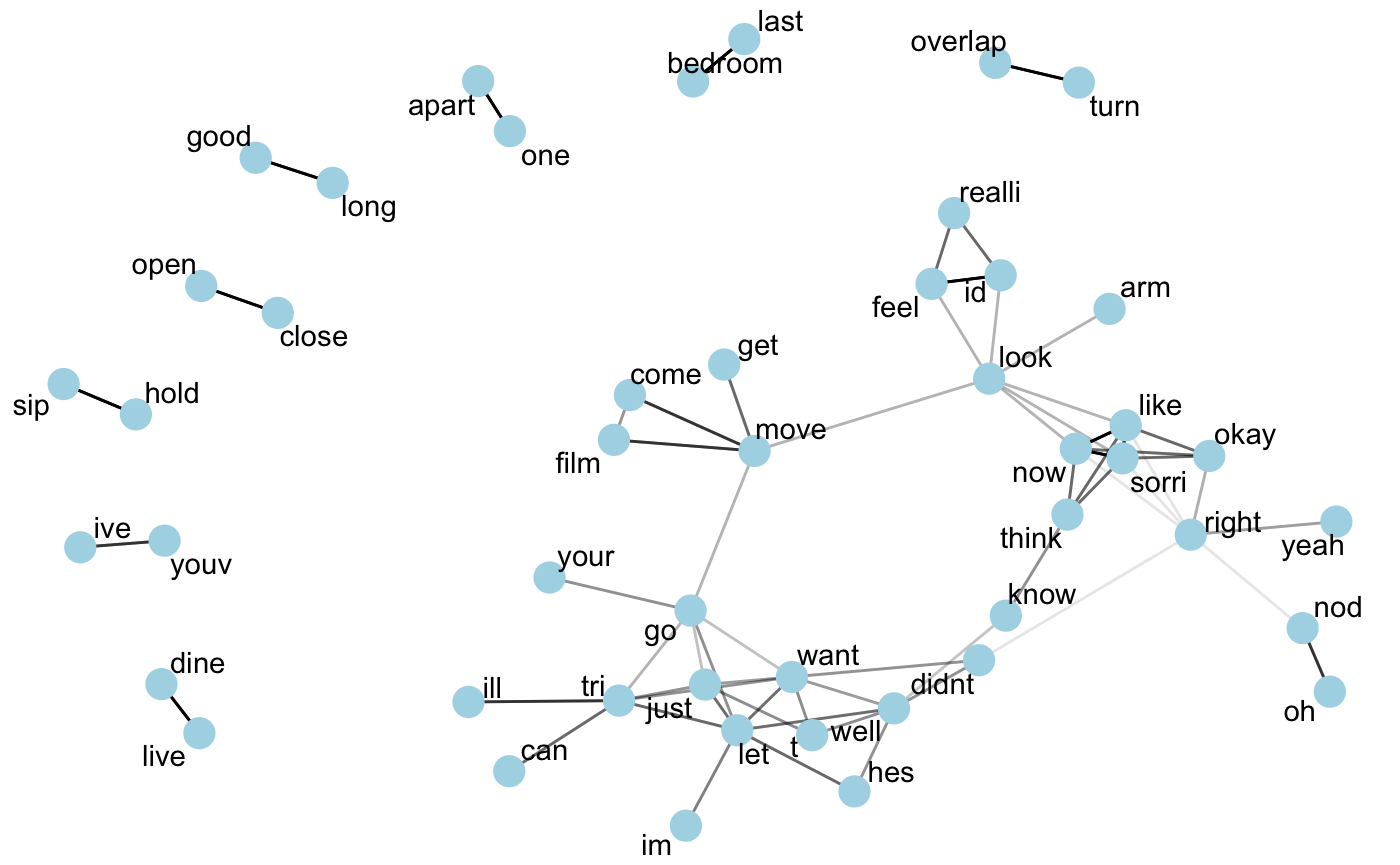 last
overlap
bedroom
apart
turn
good
one
long
realli
open
id
feel
arm
close
get
look
come
sip
hold
move
like
okay
film
now
sorri
ive
think
right
yeah
youv
your
know
nod
go
dine
want
ill
tri
didnt
just
oh
live
can
let
t
well
hes
im